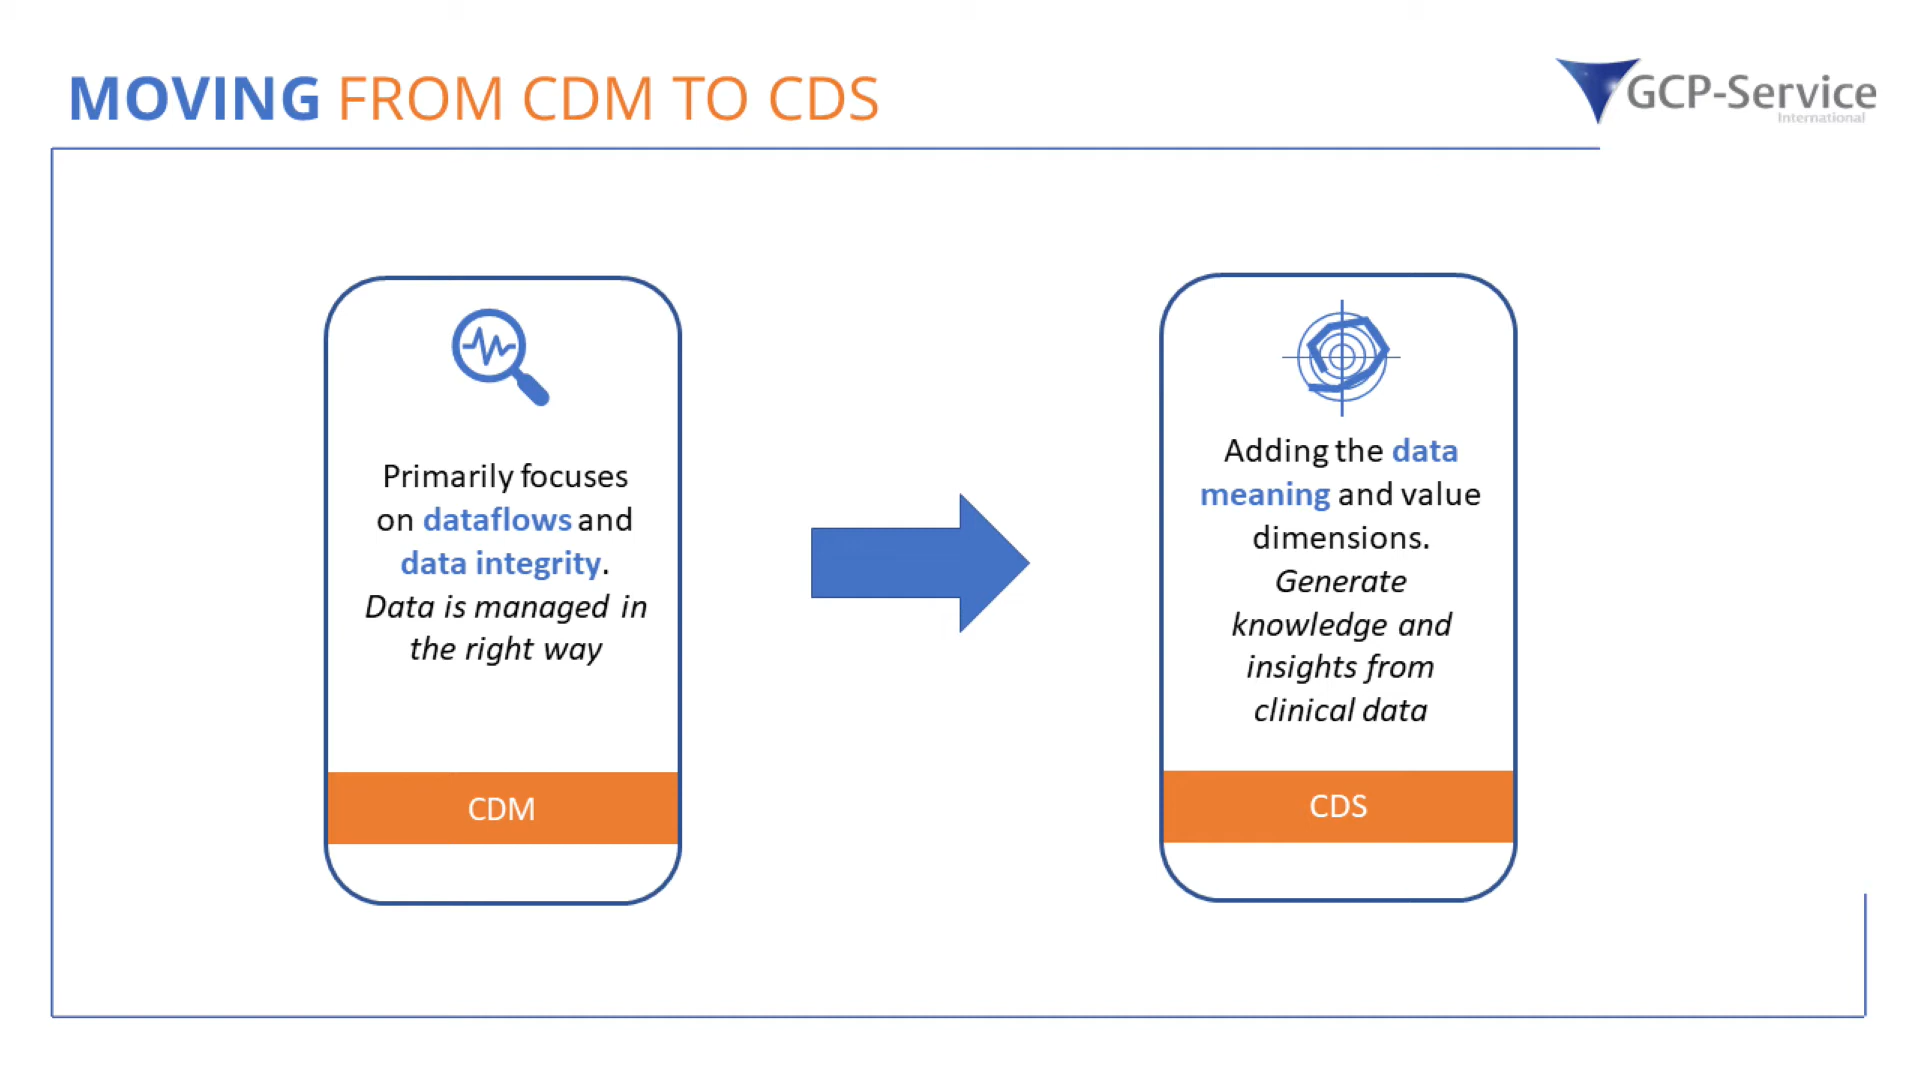 MOVING FROM CDM TO CDS
GCP-Service
International
Primarily focuses
on dataflows and
data integrity.
Data is managed in
the right way
CDM
Adding the data
meaning and value
dimensions.
Generate
knowledge and
insights from
clinical data
CDS